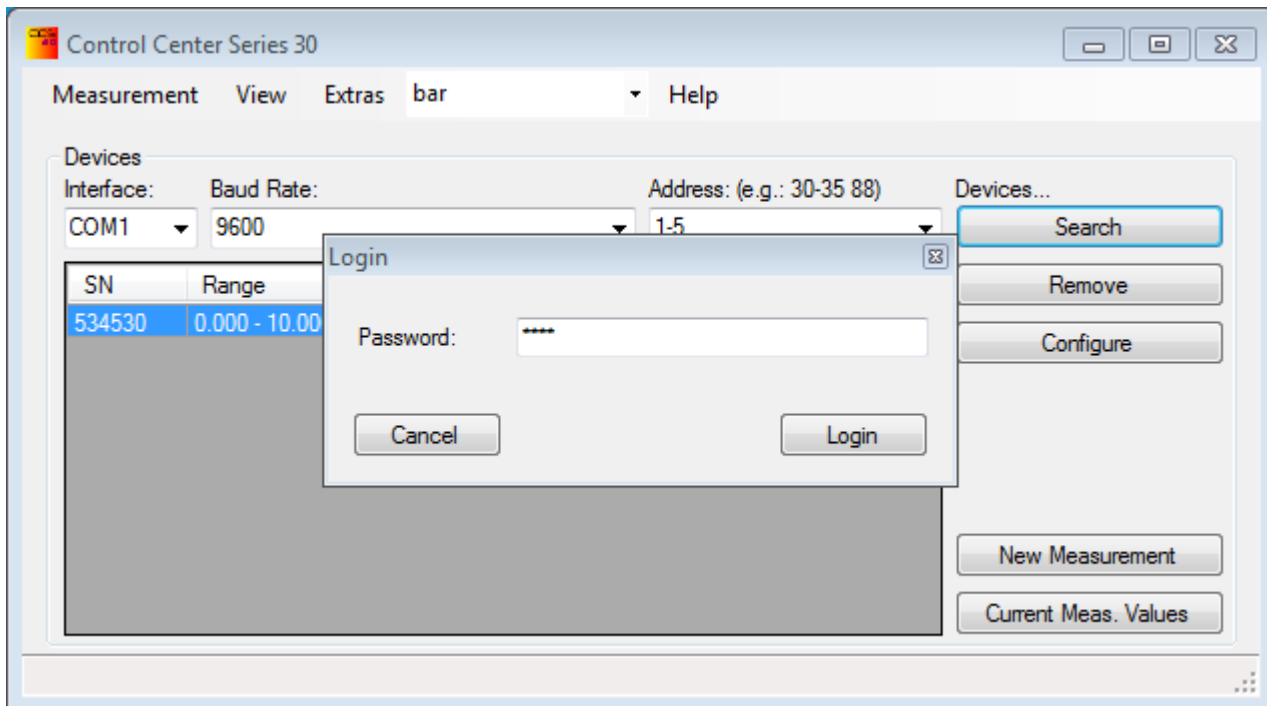 Control Center Series 30
Measurement View Extras bar Help
Devices
Interface: Baud Rate: Address: (e.g.: 30-35 88) Devices...
COM1 9600 1-5 Search
Login
SN Range Remove
534530 0.000 - 10.00
Password: **** Configure
Cancel Login
New Measurement
Current Meas. Values